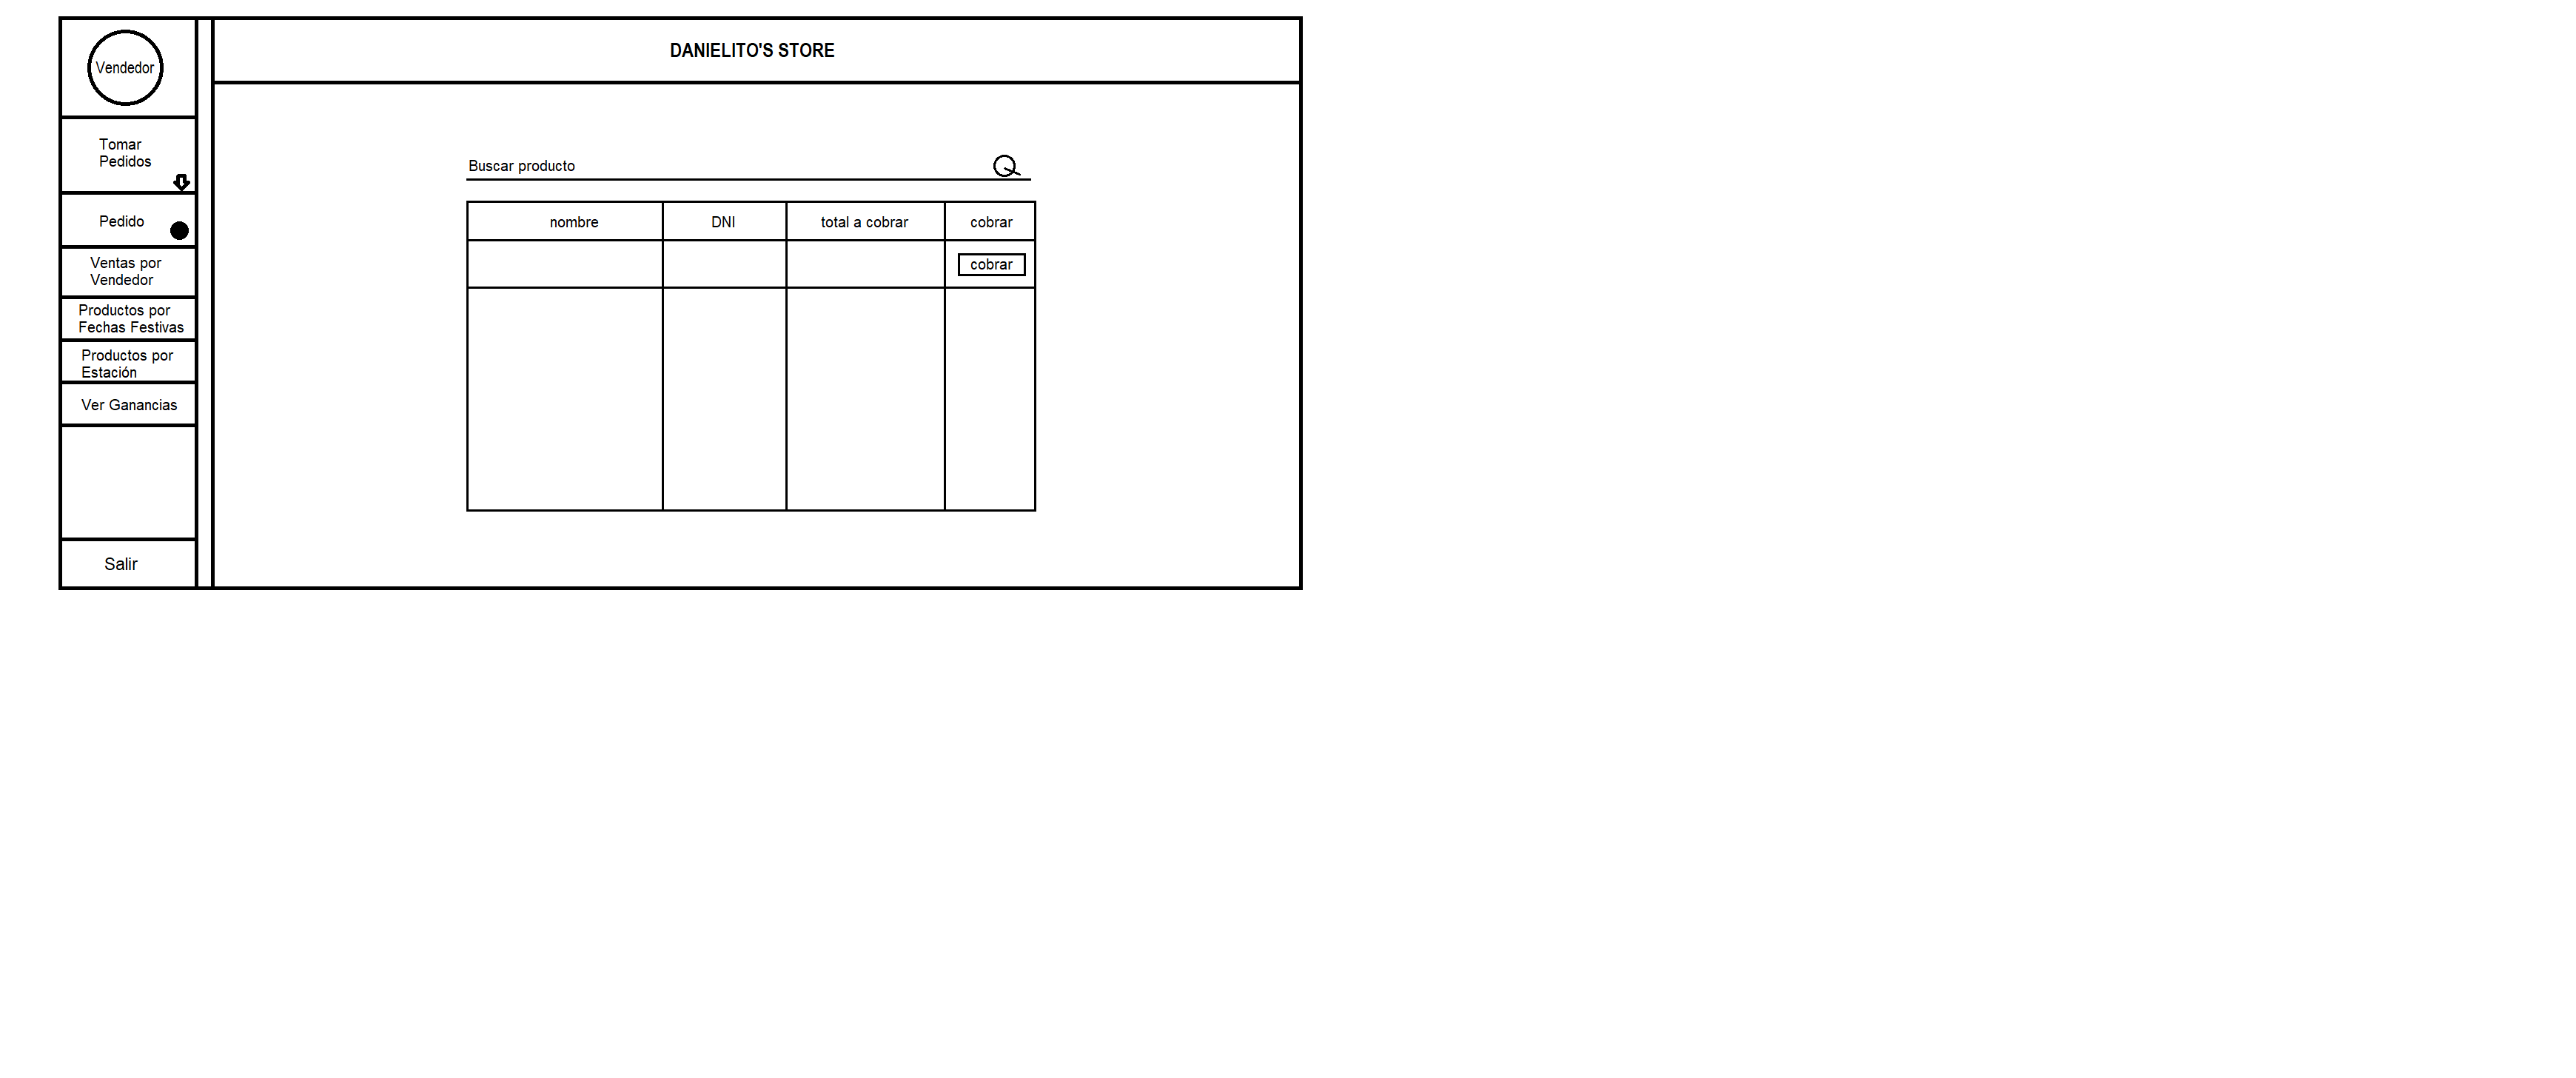 Vendedor
DANIELITO'S STORE
Tomar
Pedidos
Pedido
Ventas por
Vendedor
Productos por
Fechas Festivas
Productos por
Estación
Ver Ganancias
Salir
Buscar producto
nombre DNI total a cobrar cobrar
cobrar